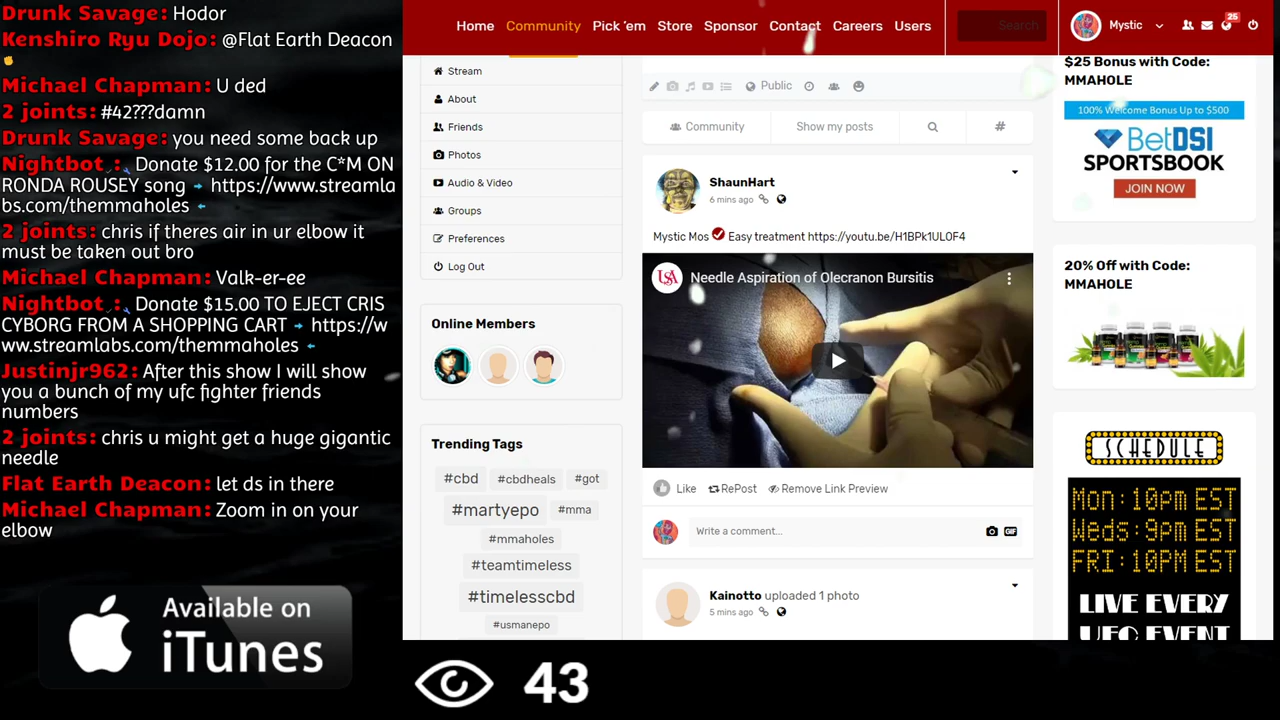 Drunk Savage: Hodor
Kenshiro Ryu Dojo: @Flat Earth Deacon
Michael Chapman: U ded
2 joints: #42???damn
Drunk Savage: you need some back up
Nightbot : Donate $12.00 for the C*M ON
RONDA ROUSEY song https://www.streamla
bs.com/themmaholes
2 joints: chris if theres air in ur elbow it
must be taken out bro
Michael Chapman: Valk-er-ee
Nightbot : Donate $15.00 TO EJECT CRIS
CYBORG FROM A SHOPPING CART https://w
ww.streamlabs.com/themmaholes
Justinjr962: After this show I will show
you a bunch of my ufc fighter friends
numbers
2 joints: chris u might get a huge gigantic
needle
Flat Earth Deacon: let ds in there
Michael Chapman: Zoom in on your
elbow
Available on
iTunes
43
Home Community Pick 'em Store Sponsor Contact Careers Users
Search
Mystic
25
Stream
About
Friends
Photos
Audio & Video
Groups
Preferences
Log Out
Online Members
Trending Tags
#cbd #cbdheals #got
#martyepo #mma
#mmaholes
#teamtimeless
#timelesscbd
#usmanepo
Public
Community Show my posts #
ShaunHart
6 mins ago
Mystic Mos Easy treatment https://youtu.be/H1BPk1UL0F4
USA
Needle Aspiration of Olecranon Bursitis
Like RePost Remove Link Preview
Write a comment...
GIF
Kainotto uploaded 1 photo
5 mins ago
$25 Bonus with Code:
MMAHOLE
100% Welcome Bonus Up to $500
BetDSI
SPORTSBOOK
JOIN NOW
20% Off with Code:
MMAHOLE
SCHEDULE
Mon:10pm EST
Weds:9pm EST
FRI:10PM EST
LIVE EVERY
UFC EVENT